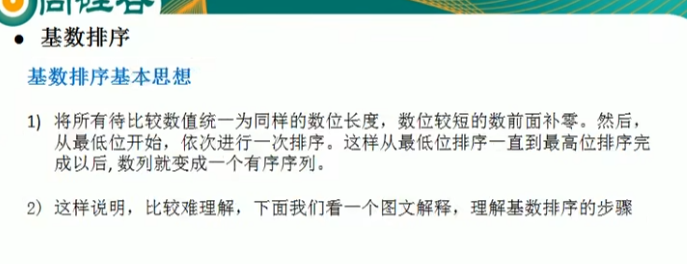 ● 基数排序
基数排序基本思想
1) 将所有待比较数值统一为同样的数位长度，数位较短的数前面补零。然后，
从最低位开始，依次进行一次排序。这样从最低位排序一直到最高位排序完
成以后, 数列就变成一个有序序列。
2) 这样说明，比较难理解，下面我们看一个图文解释，理解基数排序的步骤